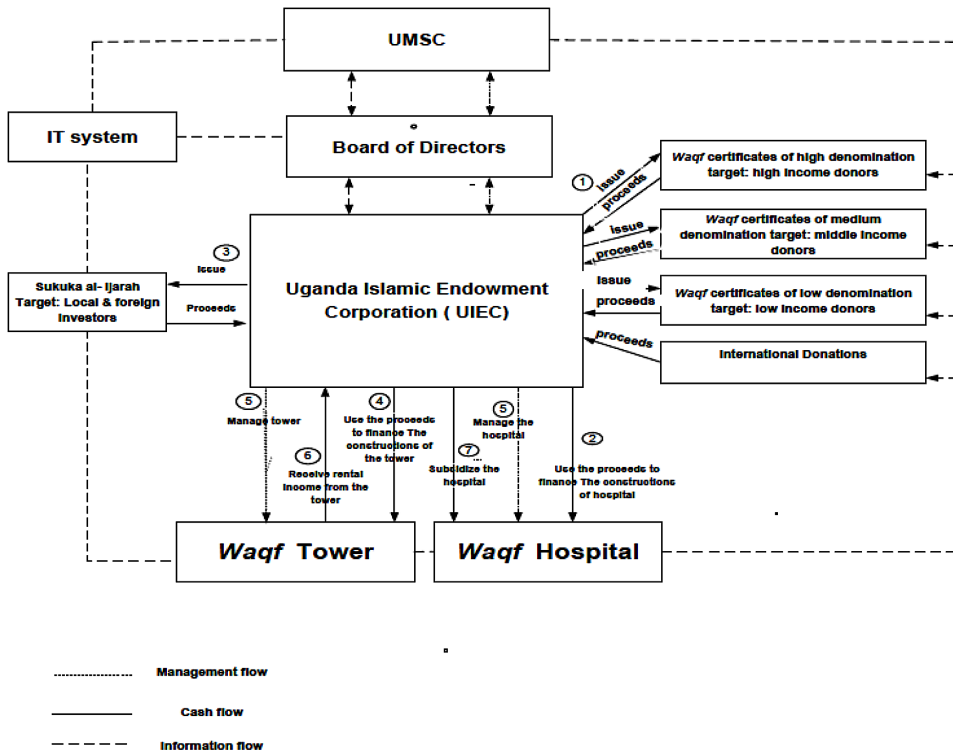 UMSC
IT system
Board of Directors
1
issue
proceeds
Waqf certificates of high denomination
target: high income donors
issue
proceeds
Waqf certificates of medium
denomination target: middle income
donors
3
Issue
Proceeds
Sukuka al- Ijarah
Target: Local & foreign
Investors
Uganda Islamic Endowment
Corporation ( UIEC)
Issue
proceeds
Waqf certificates of low denomination
target: low income donors
proceeds
International Donations
5
Manage tower
6
Receive rental
income from the
tower
4
Use the proceeds
to finance The
constructions of
the tower
7
Subsidize the
hospital
5
Manage the
hospital
2
Use the proceeds to
finance The constructions
of hospital
Waqf Tower
Waqf Hospital
Management flow
Cash flow
Information flow